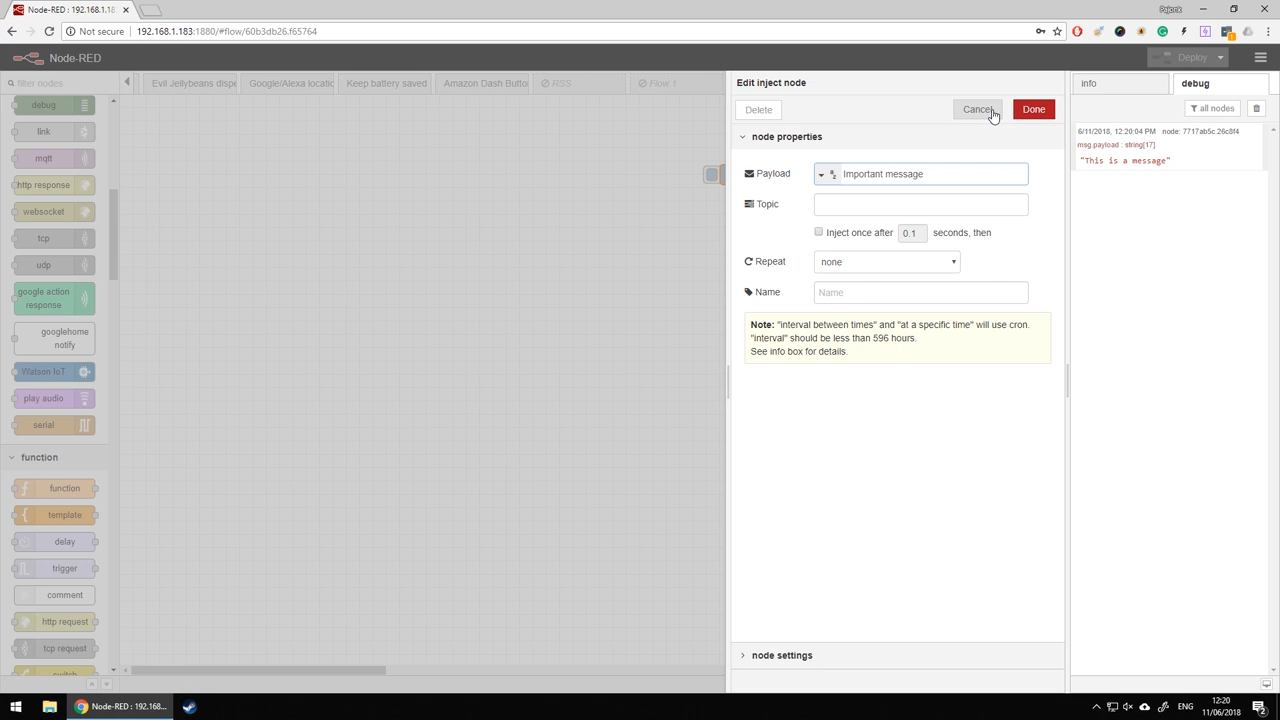 Node-RED : 192.168.1.18
Pajacek
Not secure 192.168.1.183:1880/#flow/60b3db26.f65764
Node-RED
Deploy
filter nodes
Evil Jellybeans dispe
Google/Alexa locatio
Keep battery saved
Amazon Dash Butto
RSS
Flow 1
Edit inject node
info
debug
debug
link
mqtt
http response
websocket
tcp
udp
google action
response
googlehome
notify
Watson IoT
play audio
serial
function
function
template
delay
trigger
comment
http request
tcp request
switch
Delete
Cancel
Done
node properties
Payload
Important message
Topic
Inject once after 0.1 seconds, then
Repeat
none
Name
Name
Note: "interval between times" and "at a specific time" will use cron.
"interval" should be less than 596 hours.
See info box for details.
node settings
all nodes
6/11/2018, 12:20:04 PM node: 7717ab5c.26c8f4
msg.payload : string[17]
"This is a message"
Node-RED : 192.168...
ENG
12:20
11/06/2018
2